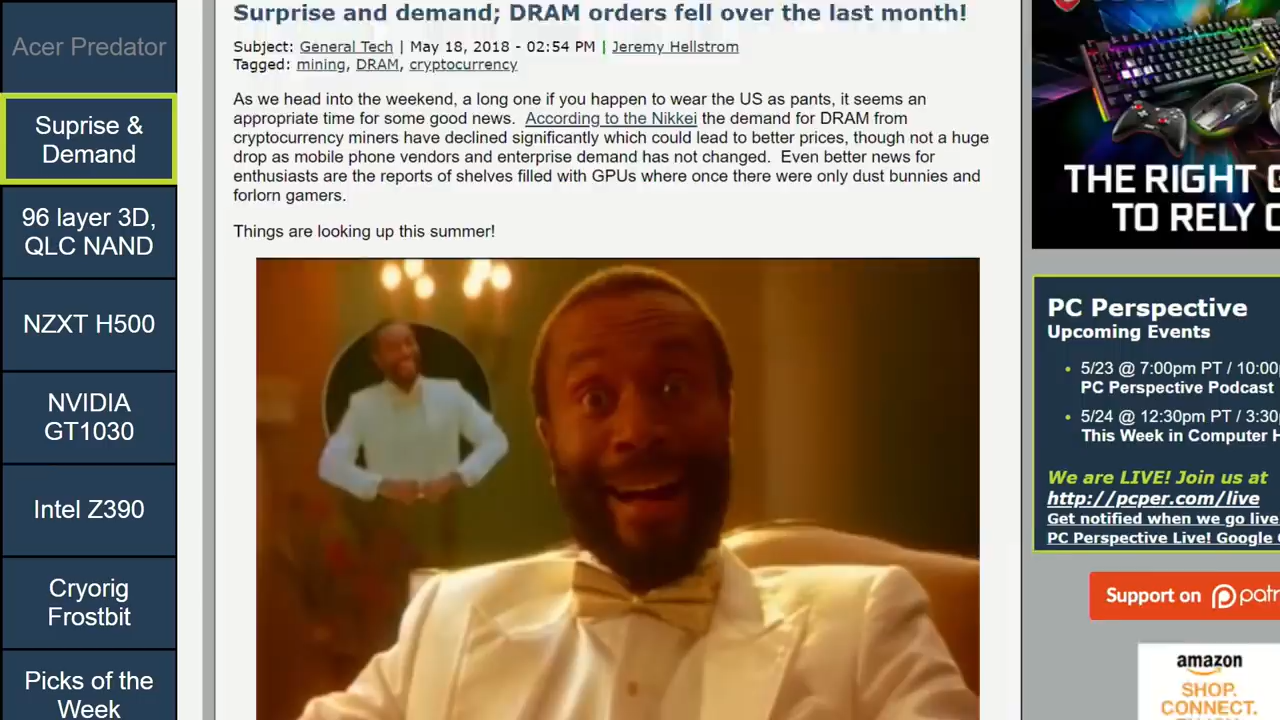 Acer Predator
Suprise &
Demand
96 layer 3D,
QLC NAND
NZXT H500
NVIDIA
GT1030
Intel Z390
Cryorig
Frostbit
Picks of the
Week
Surprise and demand; DRAM orders fell over the last month!
Subject: General Tech | May 18, 2018 - 02:54 PM | Jeremy Hellstrom
Tagged: mining, DRAM, cryptocurrency
As we head into the weekend, a long one if you happen to wear the US as pants, it seems an
appropriate time for some good news.  According to the Nikkei the demand for DRAM from
cryptocurrency miners have declined significantly which could lead to better prices, though not a huge
drop as mobile phone vendors and enterprise demand has not changed.  Even better news for
enthusiasts are the reports of shelves filled with GPUs where once there were only dust bunnies and
forlorn gamers.
Things are looking up this summer!
THE RIGHT G
TO RELY O
PC Perspective
Upcoming Events
• 5/23 @ 7:00pm PT / 10:00p
PC Perspective Podcast
• 5/24 @ 12:30pm PT / 3:30p
This Week in Computer H
We are LIVE! Join us at
http://pcper.com/live
Get notified when we go live
PC Perspective Live! Google C
Support on patr
amazon
SHOP.
CONNECT.